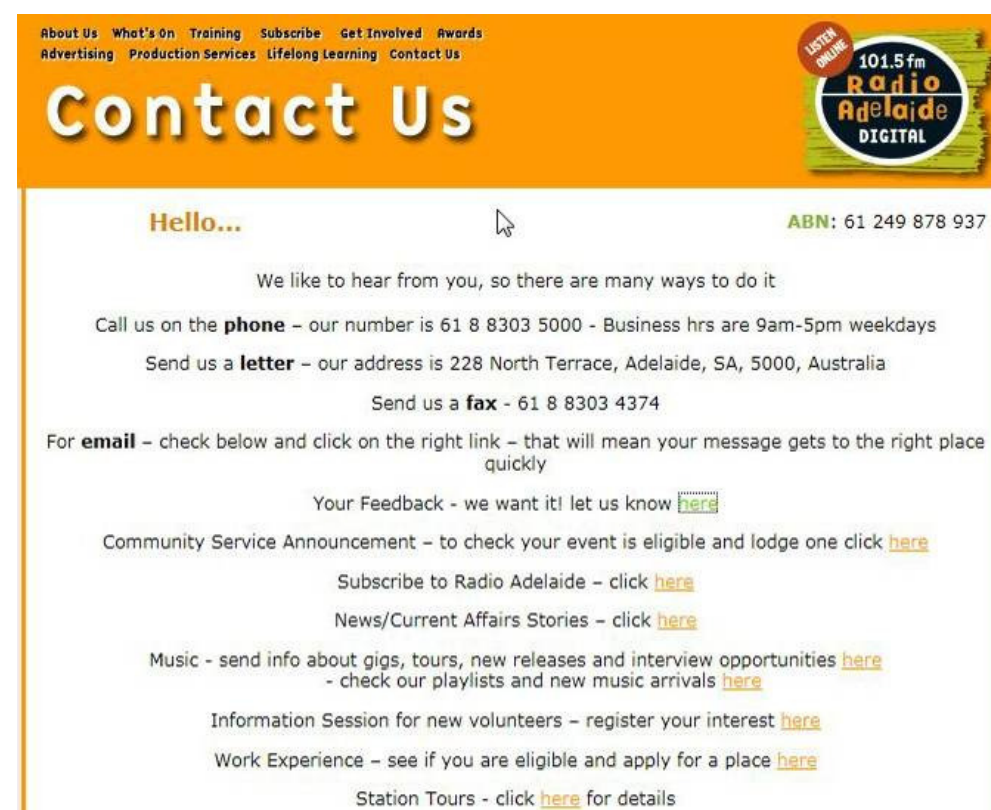 About Us What's On Training Subscribe Get Involved Awards
Advertising Production Services Lifelong Learning Contact Us
Contact Us
LISTEN
ONLINE
101.5 fm
Radio
Adelaide
DIGITAL
Hello...
ABN: 61 249 878 937
We like to hear from you, so there are many ways to do it
Call us on the phone – our number is 61 8 8303 5000 - Business hrs are 9am-5pm weekdays
Send us a letter – our address is 228 North Terrace, Adelaide, SA, 5000, Australia
Send us a fax - 61 8 8303 4374
For email – check below and click on the right link – that will mean your message gets to the right place
quickly
Your Feedback - we want it! let us know here
Community Service Announcement – to check your event is eligible and lodge one click here
Subscribe to Radio Adelaide – click here
News/Current Affairs Stories – click here
Music - send info about gigs, tours, new releases and interview opportunities here
- check our playlists and new music arrivals here
Information Session for new volunteers – register your interest here
Work Experience – see if you are eligible and apply for a place here
Station Tours - click here for details